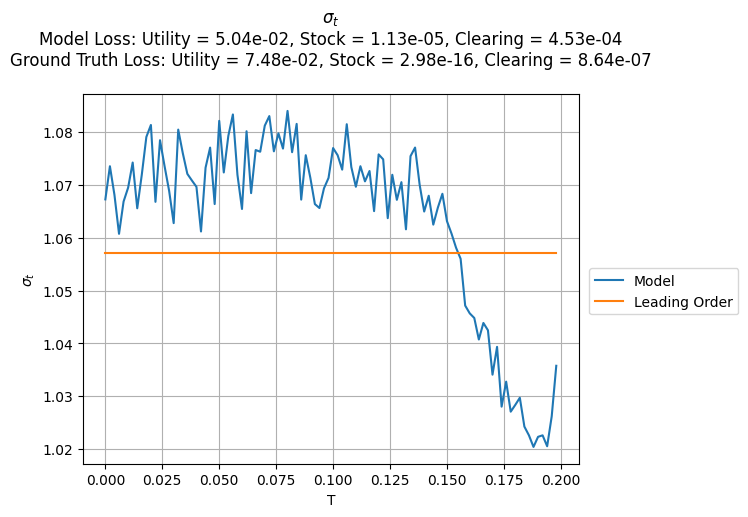 σt
Model Loss: Utility = 5.04e-02, Stock = 1.13e-05, Clearing = 4.53e-04
Ground Truth Loss: Utility = 7.48e-02, Stock = 2.98e-16, Clearing = 8.64e-07
1.08
1.07
1.06
1.05
1.04
1.03
1.02
σt
0.000 0.025 0.050 0.075 0.100 0.125 0.150 0.175 0.200
T
Model
Leading Order